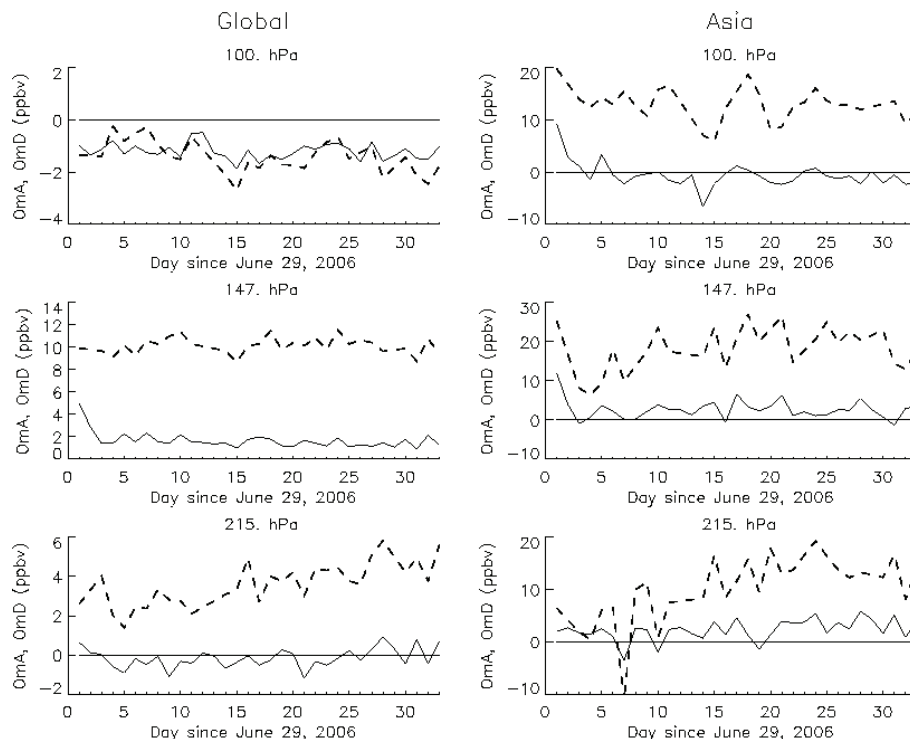 Global
Asia
100. hPa
OmA, OmD (ppbv)
2
0
-2
-4
0 5 10 15 20 25 30
Day since June 29, 2006
100. hPa
OmA, OmD (ppbv)
20
10
0
-10
0 5 10 15 20 25 30
Day since June 29, 2006
147. hPa
OmA, OmD (ppbv)
14
12
10
8
6
4
2
0
0 5 10 15 20 25 30
Day since June 29, 2006
147. hPa
OmA, OmD (ppbv)
30
20
10
0
-10
0 5 10 15 20 25 30
Day since June 29, 2006
215. hPa
OmA, OmD (ppbv)
6
4
2
0
-2
0 5 10 15 20 25 30
Day since June 29, 2006
215. hPa
OmA, OmD (ppbv)
20
10
0
-10
0 5 10 15 20 25 30
Day since June 29, 2006